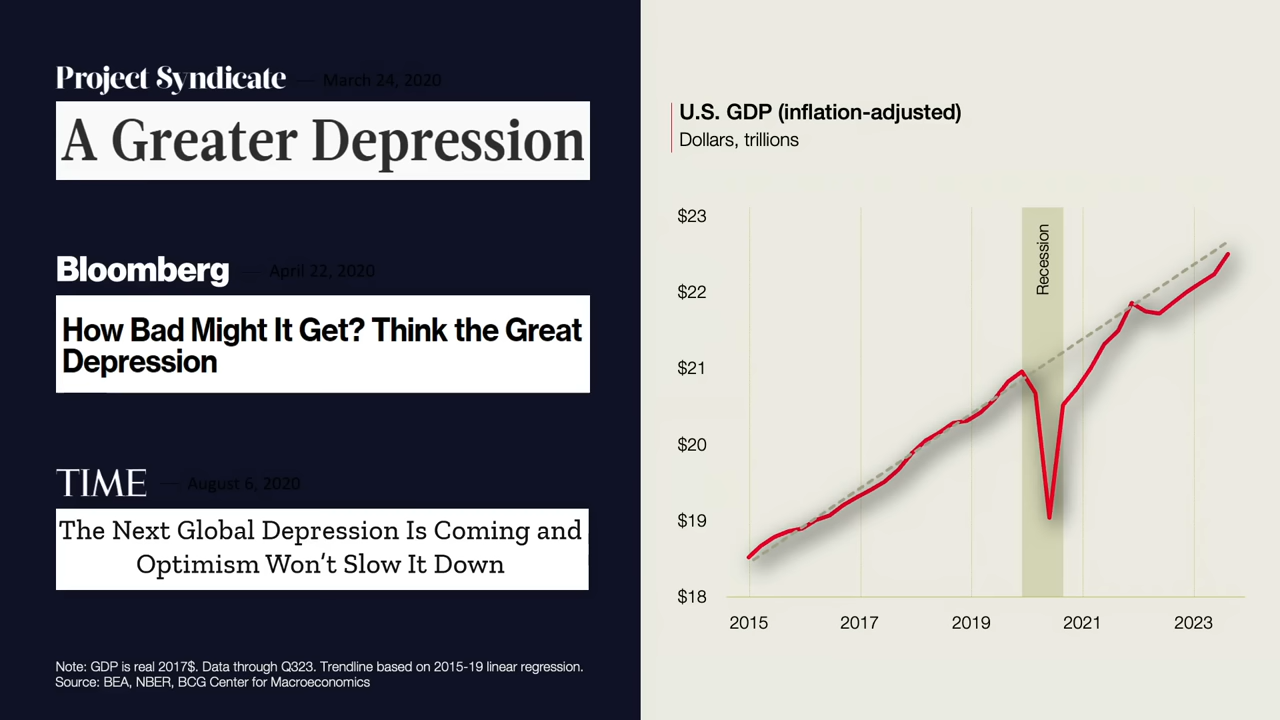 Project Syndicate — March 24, 2020
A Greater Depression
Bloomberg — April 22, 2020
How Bad Might It Get? Think the Great
Depression
TIME — August 6, 2020
The Next Global Depression Is Coming and
Optimism Won't Slow It Down
Note: GDP is real 2017$. Data through Q323. Trendline based on 2015-19 linear regression.
Source: BEA, NBER, BCG Center for Macroeconomics
U.S. GDP (inflation-adjusted)
Dollars, trillions
$23
$22
$21
$20
$19
$18
Recession
2015 2017 2019 2021 2023